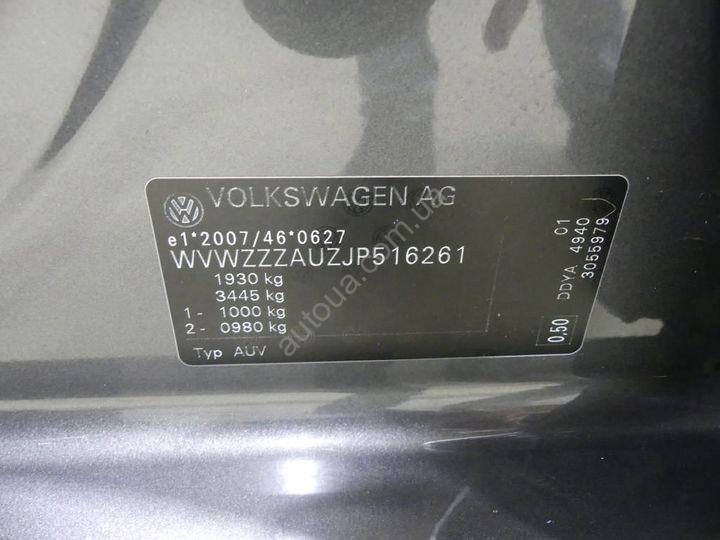 VOLKSWAGEN AG
e1*2007/46*0627
WVWZZZAUZJP516261
1930 kg
3445 kg
1 - 1000 kg
2 - 0980 kg
Typ AUV
0,50
DDYA 4940 01
3055979
autoua.com.ua